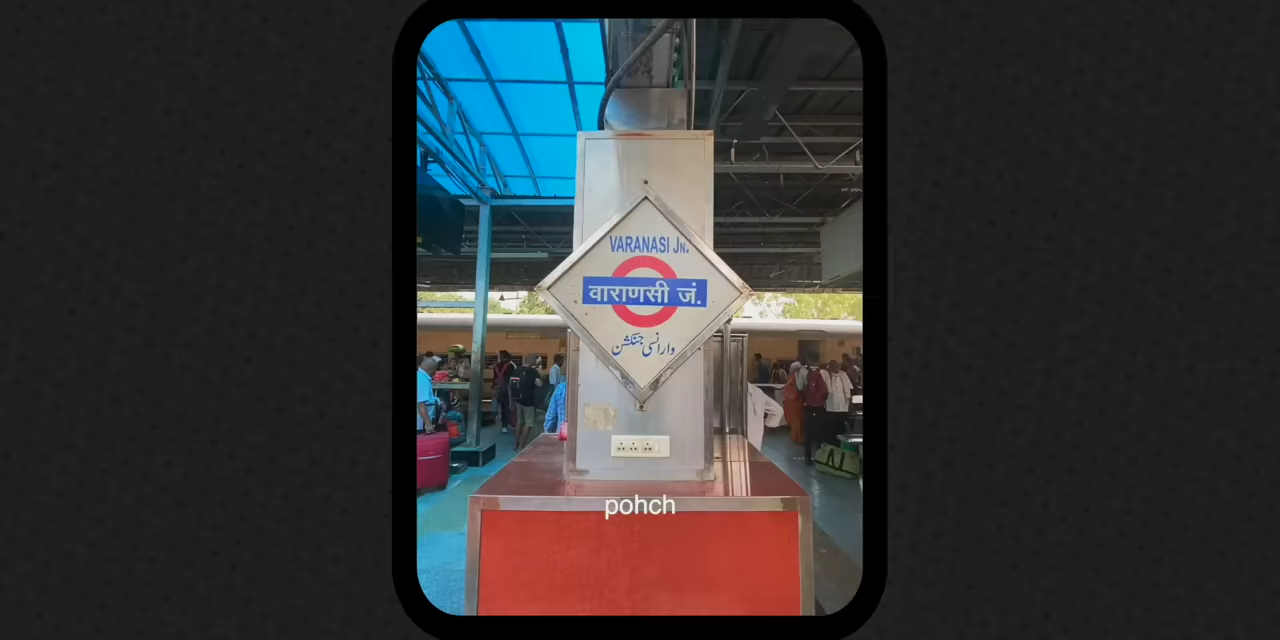 VARANASI JN.
वाराणसी जं.
وارانسی جنکشن
pohch